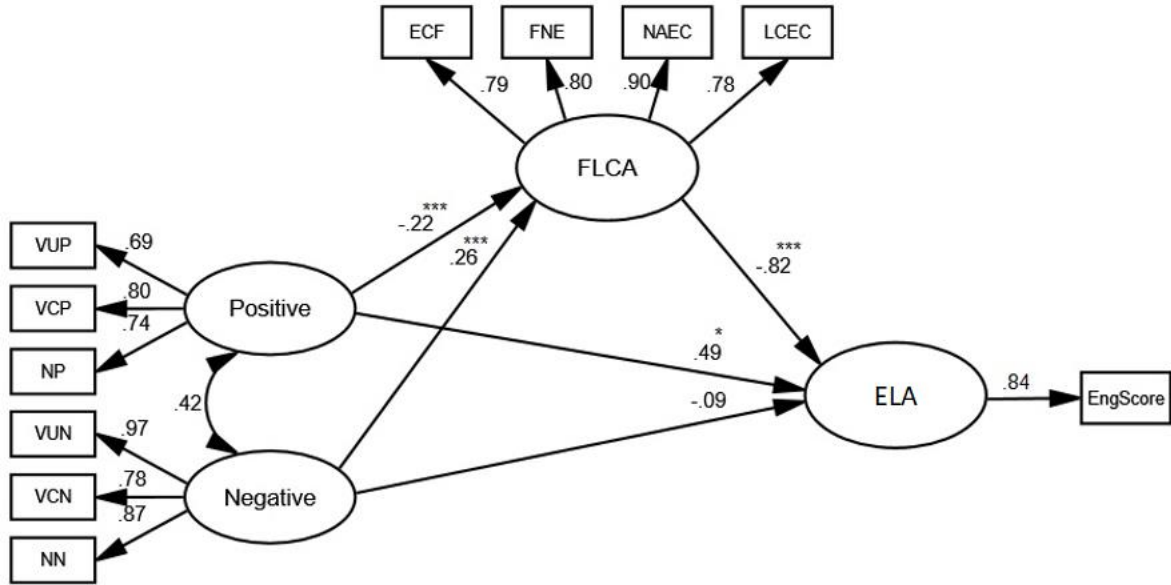 ECF
FNE
NAEC
LCEC
.79
.80
.90
.78
FLCA
***
-.22
***
.26
***
-.82
VUP
.69
VCP
.80
Positive
.74
NP
*
.49
.42
-.09
ELA
.84
EngScore
VUN
.97
VCN
.78
Negative
.87
NN